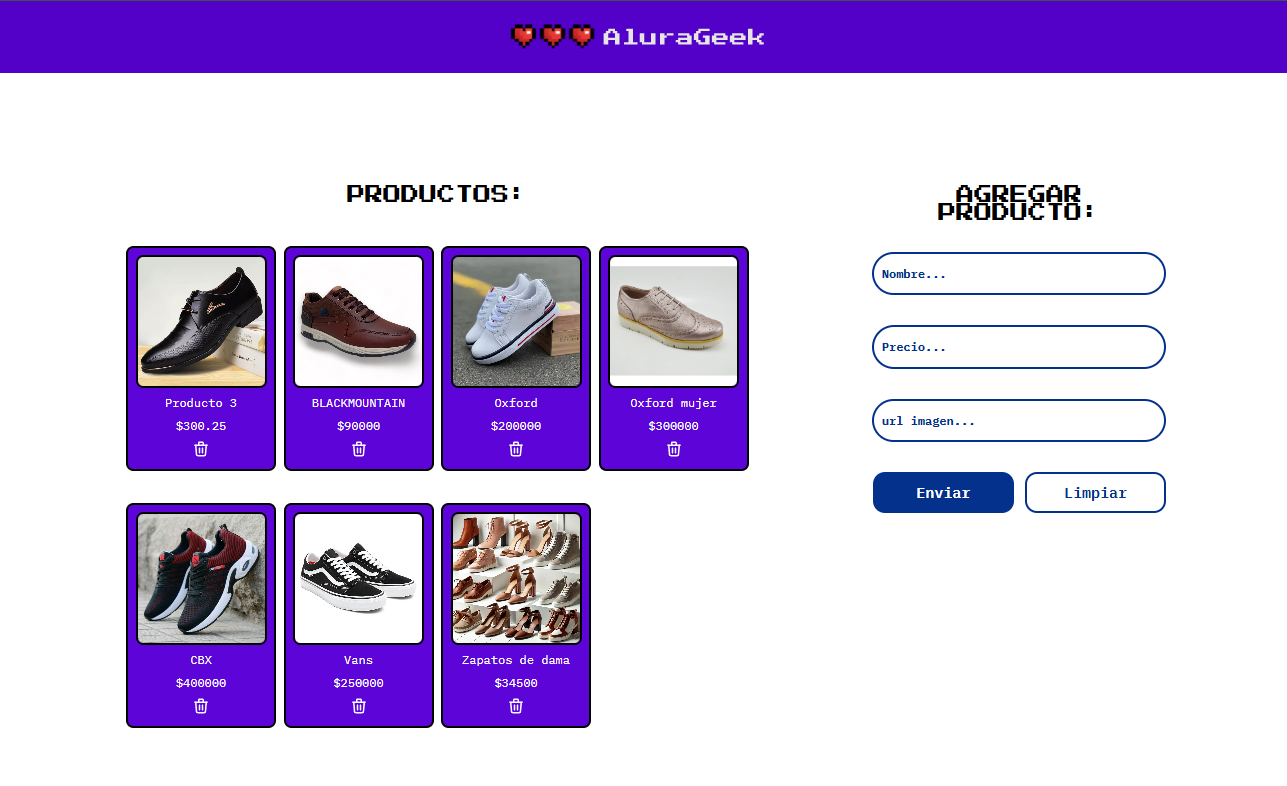 AluraGeek
PRODUCTOS:
Producto 3
$300.25
BLACKMOUNTAIN
$90000
Oxford
$200000
Oxford mujer
$300000
CBX
$400000
Vans
$250000
Zapatos de dama
$34500
AGREGAR
PRODUCTO:
Nombre...
Precio...
url imagen...
Enviar
Limpiar